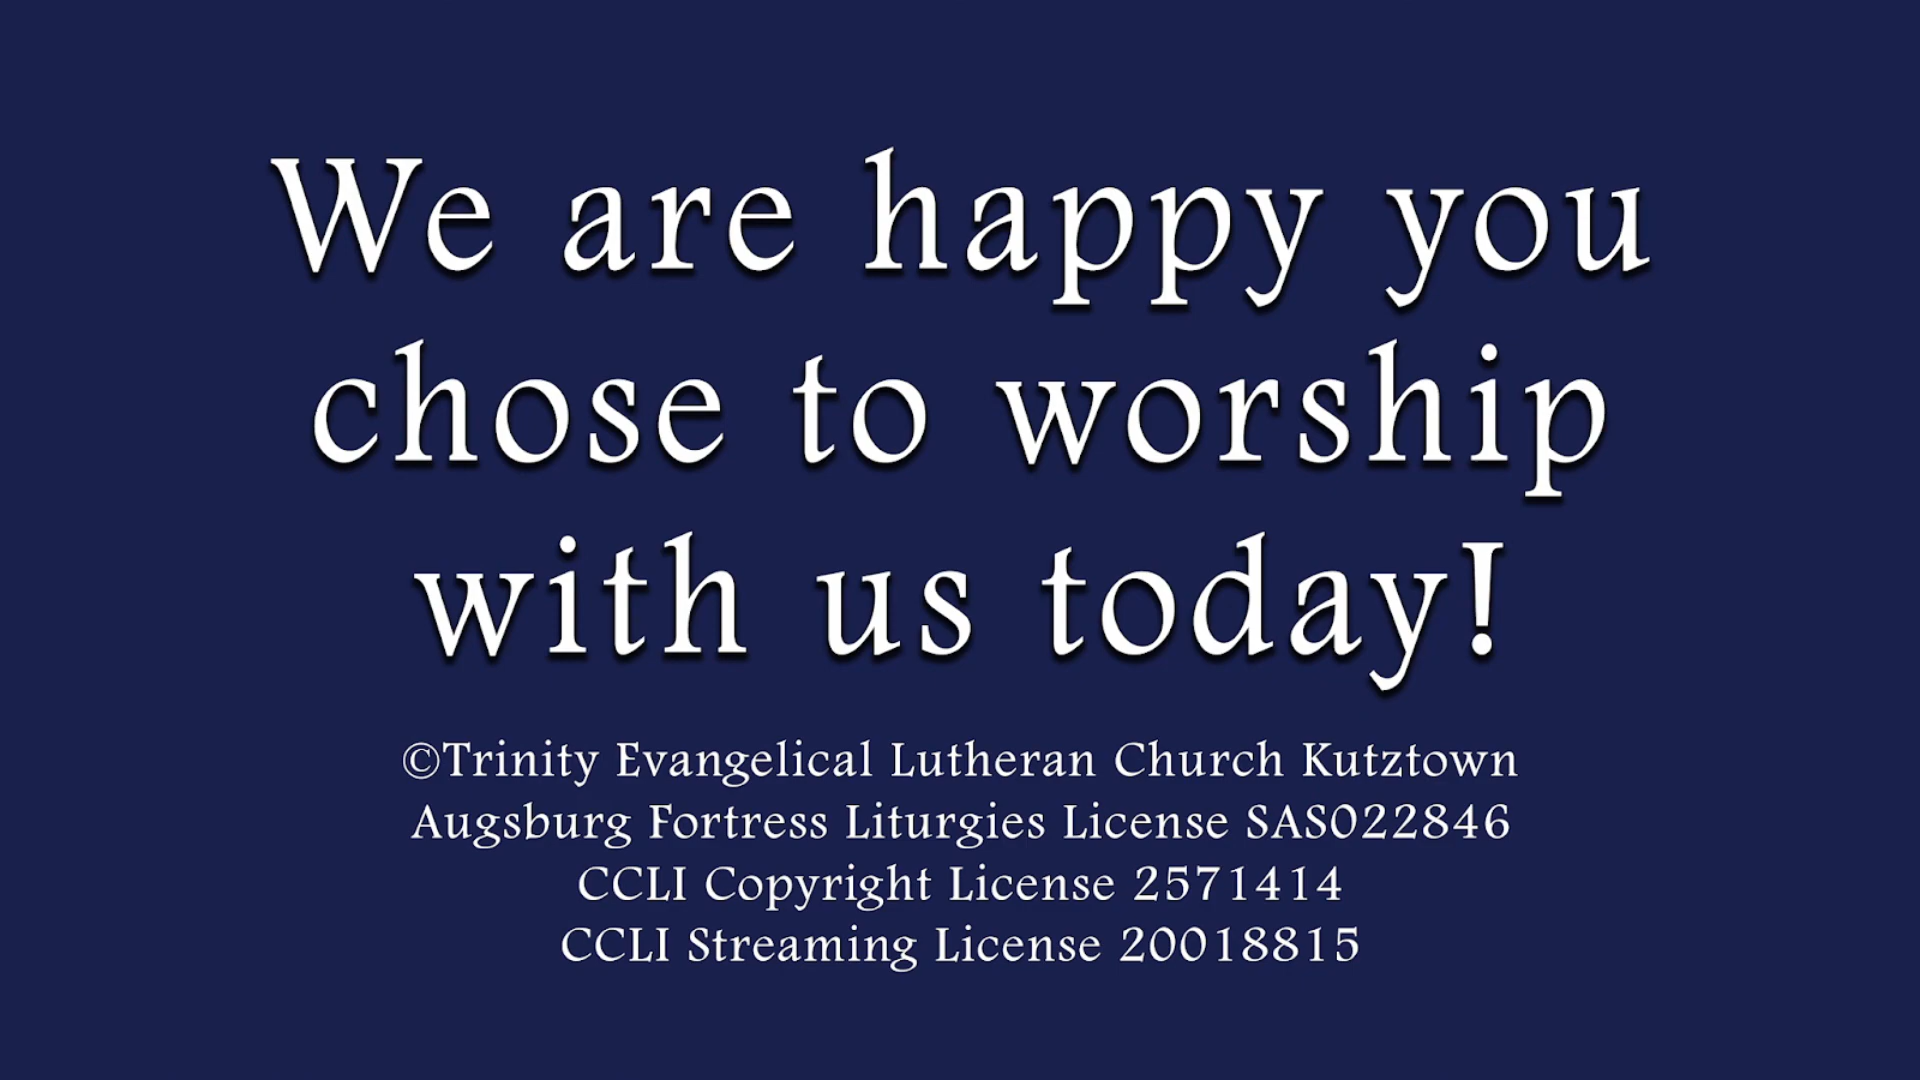 We are happy you
chose to worship
with us today!
©Trinity Evangelical Lutheran Church Kutztown
Augsburg Fortress Liturgies License SAS022846
CCLI Copyright License 2571414
CCLI Streaming License 20018815